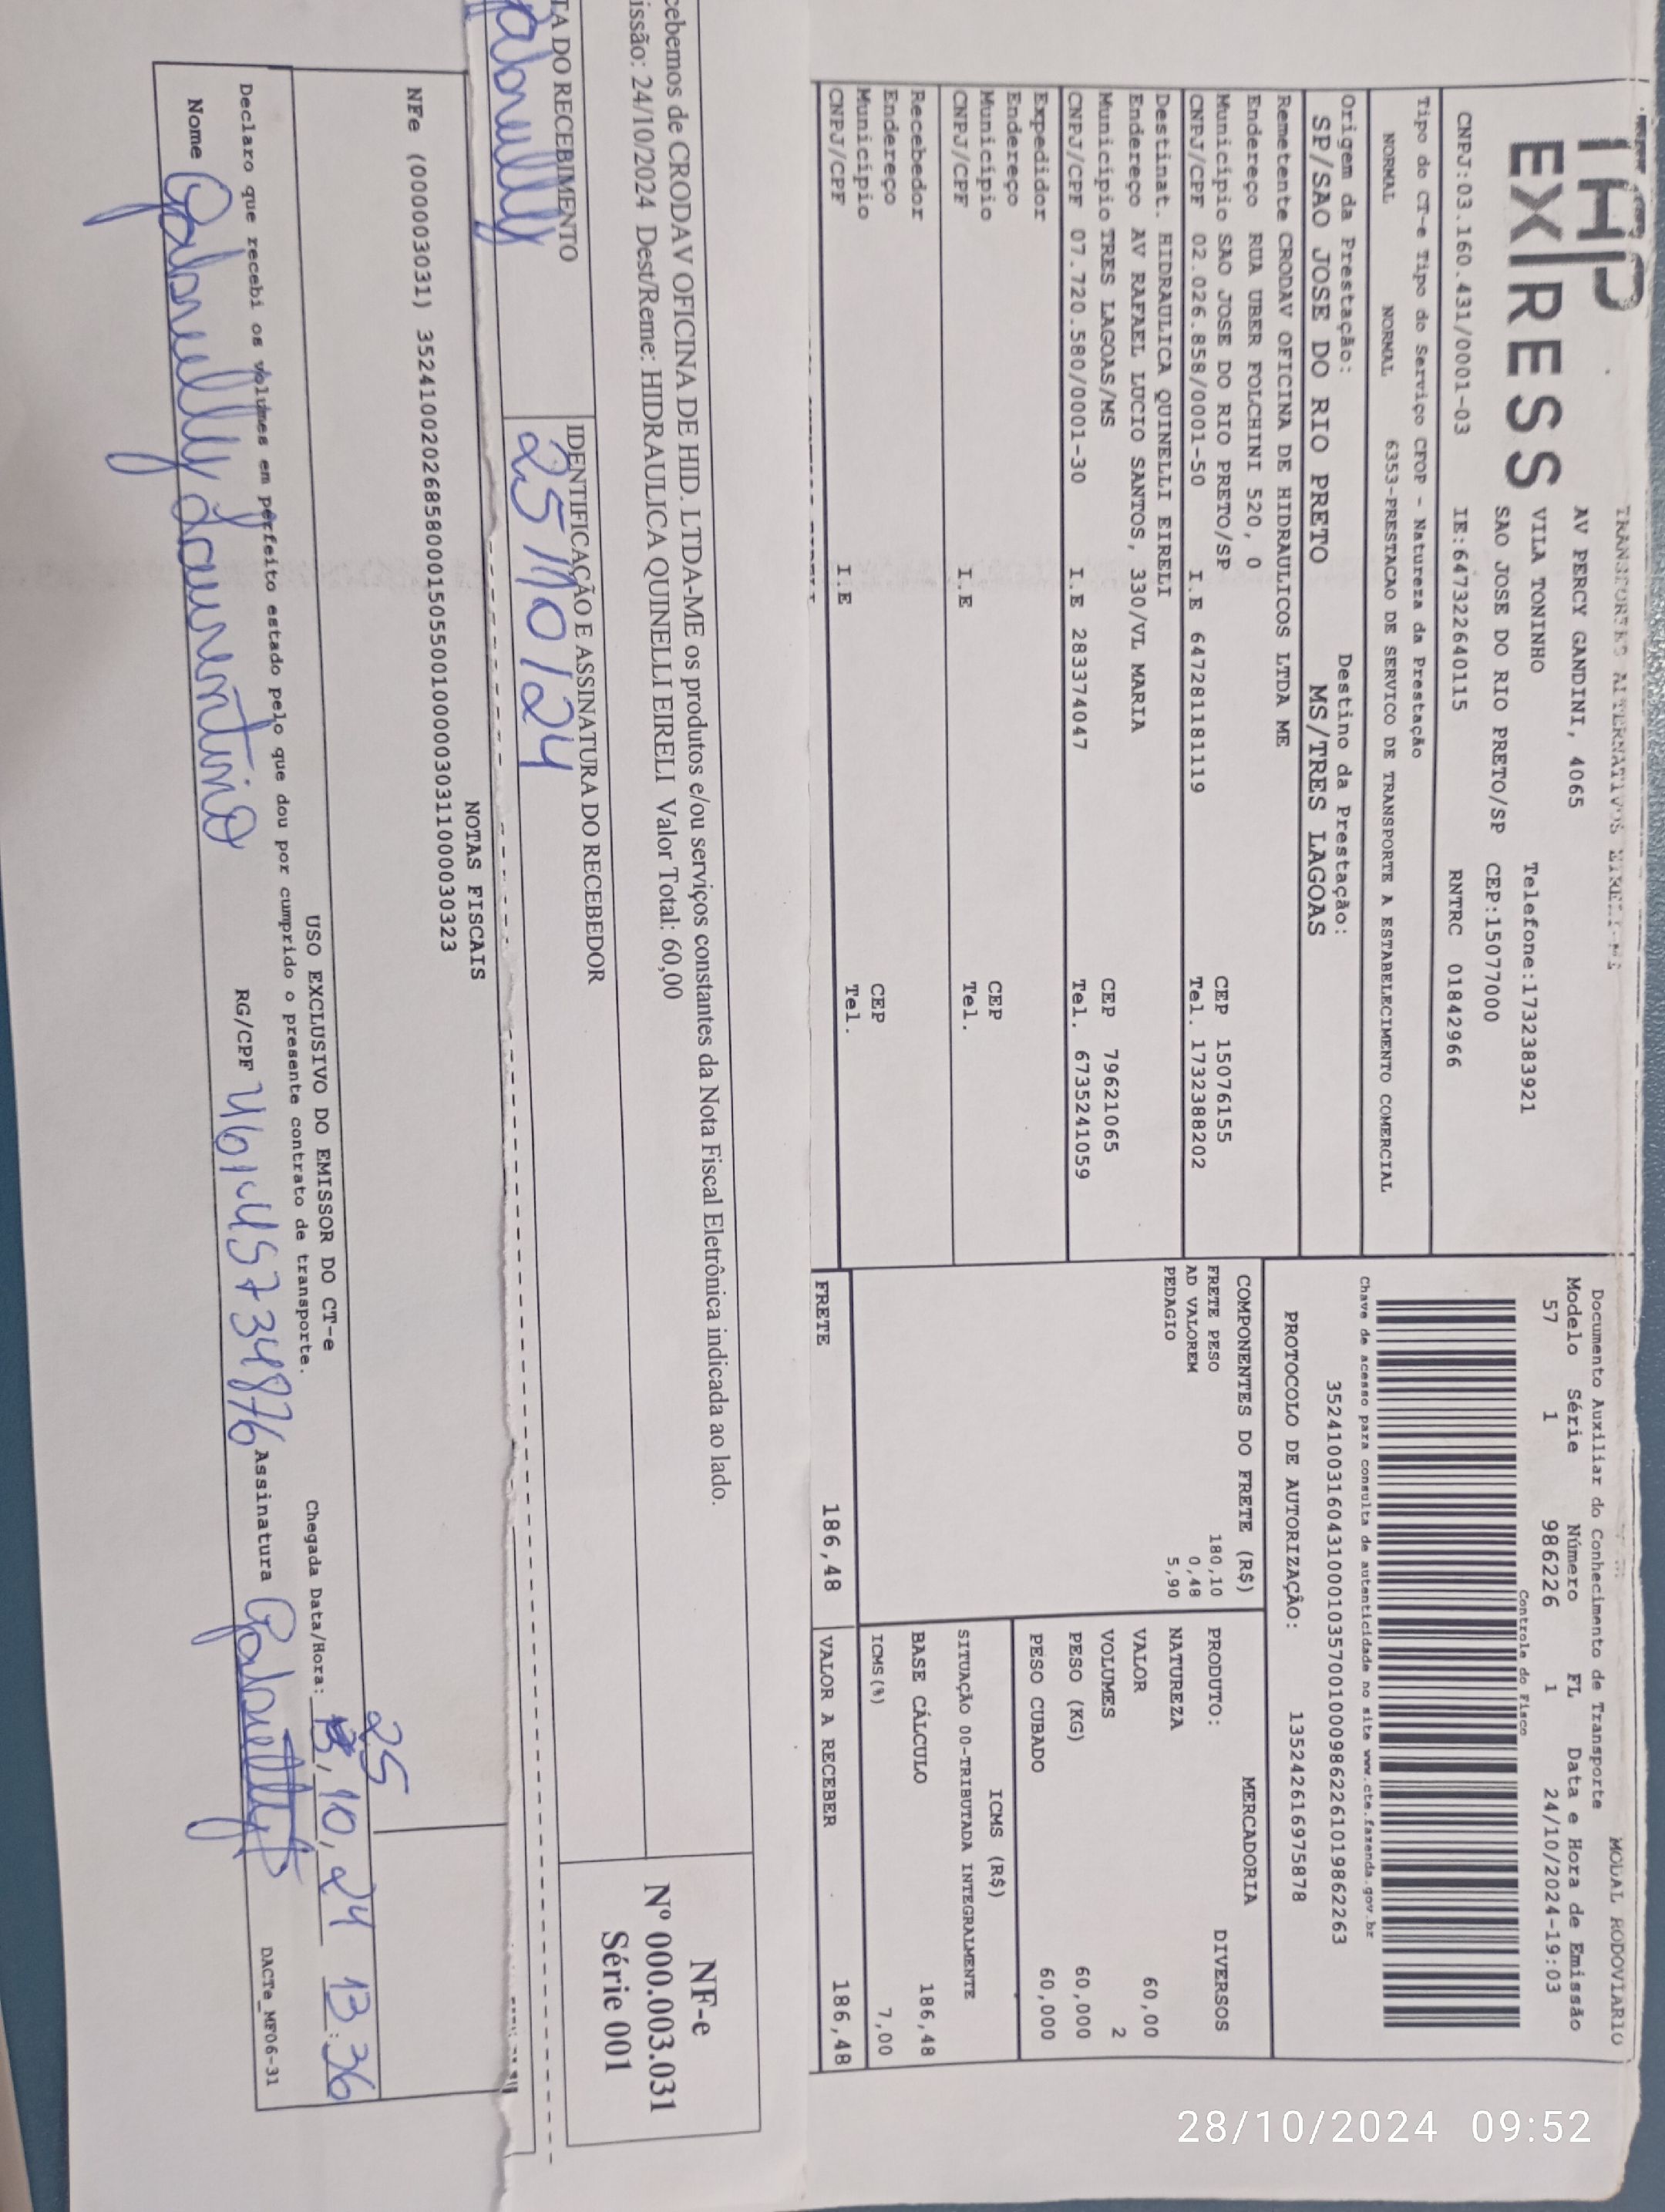 THP
EXPRESS
TRANSPORTES ALTERNATIVOS EIRELI-ME
AV PERCY GANDINI, 4065
VILA TONINHO
Telefone:1732383921
SAO JOSE DO RIO PRETO/SP CEP:15077000
CNPJ:03.160.431/0001-03 IE:647322640115 RNTRC 01842966
Tipo do CT-e Tipo do Serviço CFOP - Natureza da Prestação
NORMAL NORMAL 6353-PRESTACAO DE SERVICO DE TRANSPORTE A ESTABELECIMENTO COMERCIAL
Origem da Prestação: Destino da Prestação:
SP/SAO JOSE DO RIO PRETO MS/TRES LAGOAS
Remetente CRODAV OFICINA DE HIDRAULICOS LTDA ME
Endereço RUA UBER FOLCHINI 520, 0
Município SAO JOSE DO RIO PRETO/SP CEP 15076155
CNPJ/CPF 02.026.858/0001-50 I.E 647281181119 Tel. 1732388202
Destinat. HIDRAULICA QUINELLI EIRELI
Endereço AV RAFAEL LUCIO SANTOS, 330/VL MARIA
Município TRES LAGOAS/MS CEP 79621065
CNPJ/CPF 07.720.580/0001-30 I.E 283374047 Tel. 6735241059
Expedidor
Endereço
Município CEP
CNPJ/CPF I.E Tel.
Recebedor
Endereço
Município CEP
CNPJ/CPF I.E Tel.
MODAL RODOVIARIO
Documento Auxiliar do Conhecimento de Transporte
Modelo Série Número FL Data e Hora de Emissão
57 1 986226 1 24/10/2024-19:03
Controle do Fisco
Chave de acesso para consulta de autenticidade no site www.cte.fazenda.gov.br
35241003160431000103570010009862261019862263
PROTOCOLO DE AUTORIZAÇÃO: 135242616975878
COMPONENTES DO FRETE (R$)
FRETE PESO 180,10
AD VALOREM 0,48
PEDAGIO 5,90
MERCADORIA
PRODUTO: DIVERSOS
NATUREZA
VALOR 60,00
VOLUMES 2
PESO (KG) 60,000
PESO CUBADO 60,000
ICMS (R$)
SITUAÇÃO 00-TRIBUTADA INTEGRALMENTE
BASE CÁLCULO 186,48
ICMS(%) 7,00
FRETE 186,48 VALOR A RECEBER 186,48
cebemos de CRODAV OFICINA DE HID. LTDA-ME os produtos e/ou serviços constantes da Nota Fiscal Eletrônica indicada ao lado.
issão: 24/10/2024 Dest/Reme: HIDRAULICA QUINELLI EIRELI Valor Total: 60,00
TA DO RECEBIMENTO IDENTIFICAÇÃO E ASSINATURA DO RECEBEDOR
25/10/24
NF-e
Nº 000.003.031
Série 001
NOTAS FISCAIS
NFe (000003031) 35241002026858000150550010000030311000030323
USO EXCLUSIVO DO EMISSOR DO CT-e
Declaro que recebi os volumes em perfeito estado pelo que dou por cumprido o presente contrato de transporte.
25
Chegada Data/Hora: /10/24 13:36
Nome RG/CPF 46145734876 Assinatura
DACTe_MF06-31
28/10/2024 09:52